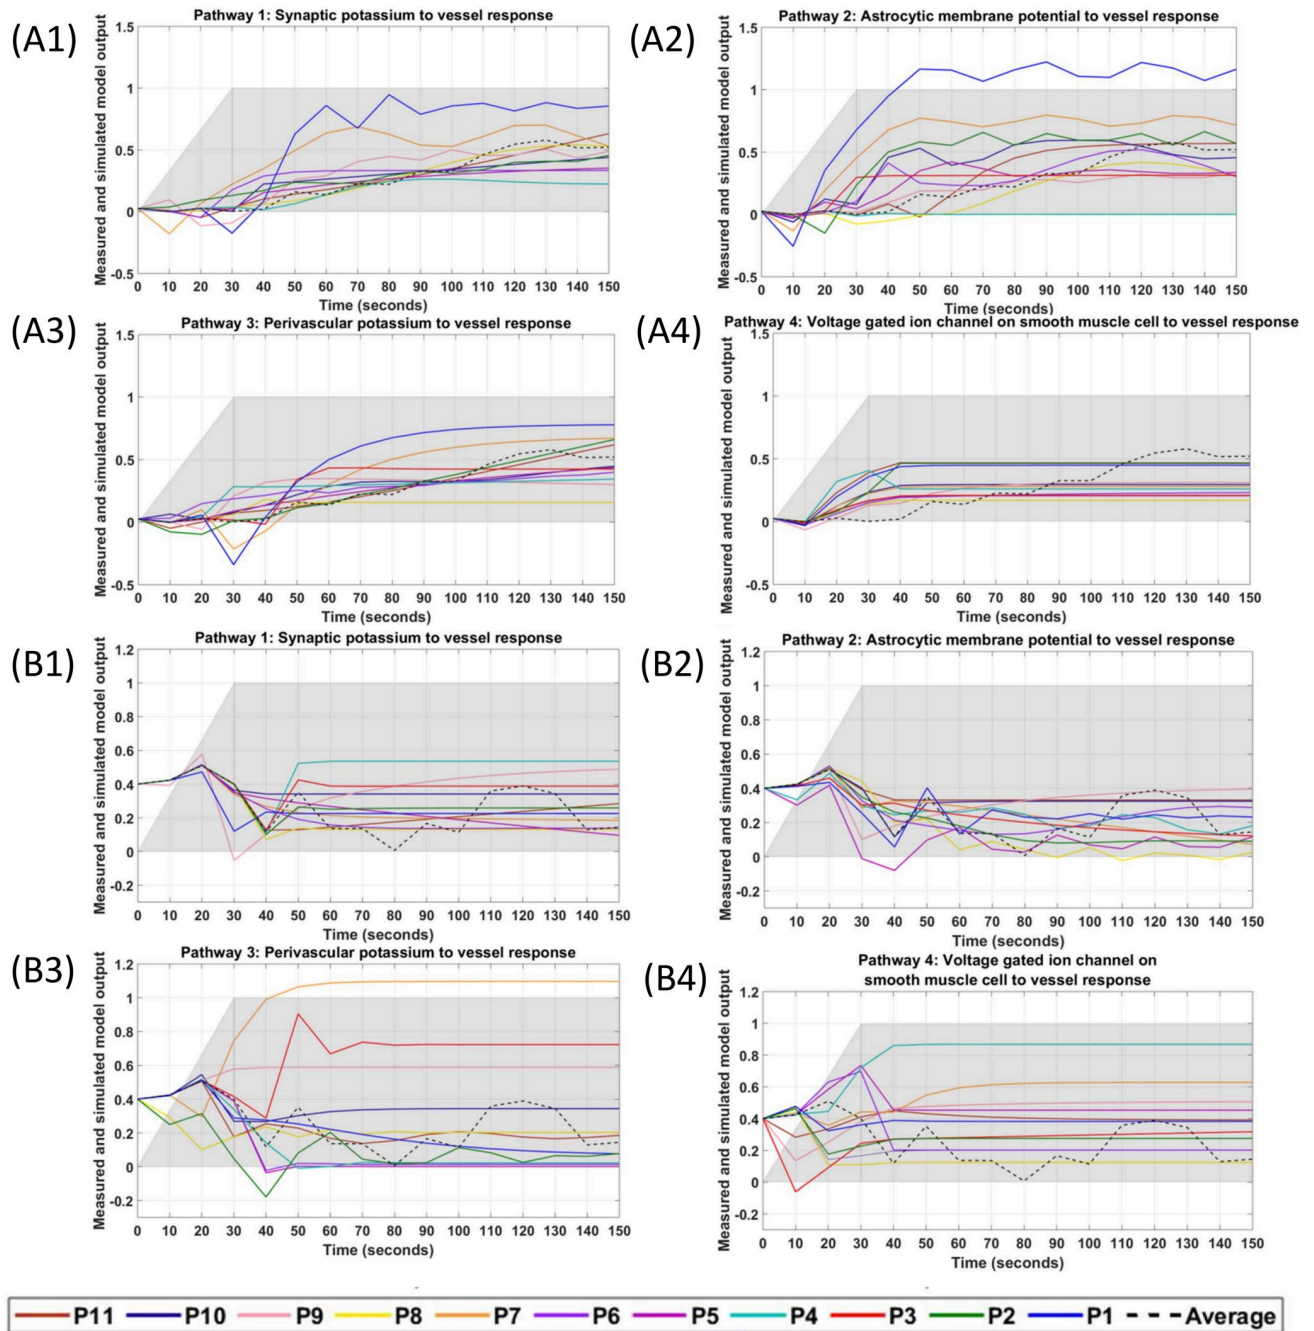 (A1)
Pathway 1: Synaptic potassium to vessel response
Measured and simulated model output
1.5
1
0.5
0
-0.5
0 10 20 30 40 50 60 70 80 90 100 110 120 130 140 150
Time (seconds)
(A2)
Pathway 2: Astrocytic membrane potential to vessel response
Measured and simulated model output
1.5
1
0.5
0
-0.5
0 10 20 30 40 50 60 70 80 90 100 110 120 130 140 150
Time (seconds)
(A3)
Pathway 3: Perivascular potassium to vessel response
Measured and simulated model output
1.5
1
0.5
0
-0.5
0 10 20 30 40 50 60 70 80 90 100 110 120 130 140 150
Time (seconds)
(A4)
Pathway 4: Voltage gated ion channel on smooth muscle cell to vessel response
Measured and simulated model output
1.5
1
0.5
0
-0.5
0 10 20 30 40 50 60 70 80 90 100 110 120 130 140 150
Time (seconds)
(B1)
Pathway 1: Synaptic potassium to vessel response
Measured and simulated model output
1.2
1
0.8
0.6
0.4
0.2
0
-0.2
0 10 20 30 40 50 60 70 80 90 100 110 120 130 140 150
Time (seconds)
(B2)
Pathway 2: Astrocytic membrane potential to vessel response
Measured and simulated model output
1.2
1
0.8
0.6
0.4
0.2
0
-0.2
0 10 20 30 40 50 60 70 80 90 100 110 120 130 140 150
Time (seconds)
(B3)
Pathway 3: Perivascular potassium to vessel response
Measured and simulated model output
1.2
1
0.8
0.6
0.4
0.2
0
-0.2
0 10 20 30 40 50 60 70 80 90 100 110 120 130 140 150
Time (seconds)
(B4)
Pathway 4: Voltage gated ion channel on
smooth muscle cell to vessel response
Measured and simulated model output
1.2
1
0.8
0.6
0.4
0.2
0
-0.2
0 10 20 30 40 50 60 70 80 90 100 110 120 130 140 150
Time (seconds)
P11 P10 P9 P8 P7 P6 P5 P4 P3 P2 P1 Average